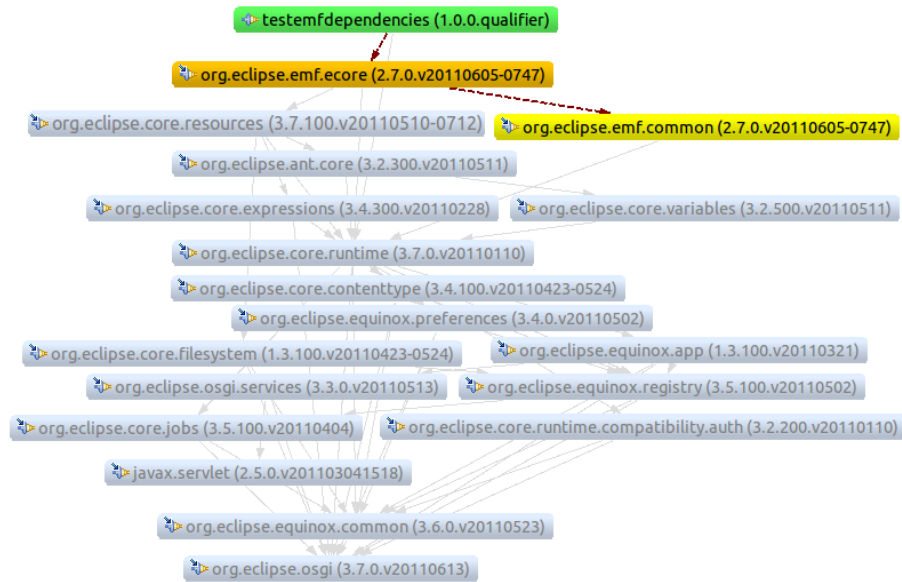 testemfdependencies (1.0.0.qualifier)
org.eclipse.emf.ecore (2.7.0.v20110605-0747)
org.eclipse.core.resources (3.7.100.v20110510-0712)
org.eclipse.emf.common (2.7.0.v20110605-0747)
org.eclipse.ant.core (3.2.300.v20110511)
org.eclipse.core.expressions (3.4.300.v20110228)
org.eclipse.core.variables (3.2.500.v20110511)
org.eclipse.core.runtime (3.7.0.v20110110)
org.eclipse.core.contenttype (3.4.100.v20110423-0524)
org.eclipse.equinox.preferences (3.4.0.v20110502)
org.eclipse.core.filesystem (1.3.100.v20110423-0524)
org.eclipse.equinox.app (1.3.100.v20110321)
org.eclipse.osgi.services (3.3.0.v20110513)
org.eclipse.equinox.registry (3.5.100.v20110502)
org.eclipse.core.jobs (3.5.100.v20110404)
org.eclipse.core.runtime.compatibility.auth (3.2.200.v20110110)
javax.servlet (2.5.0.v201103041518)
org.eclipse.equinox.common (3.6.0.v20110523)
org.eclipse.osgi (3.7.0.v20110613)